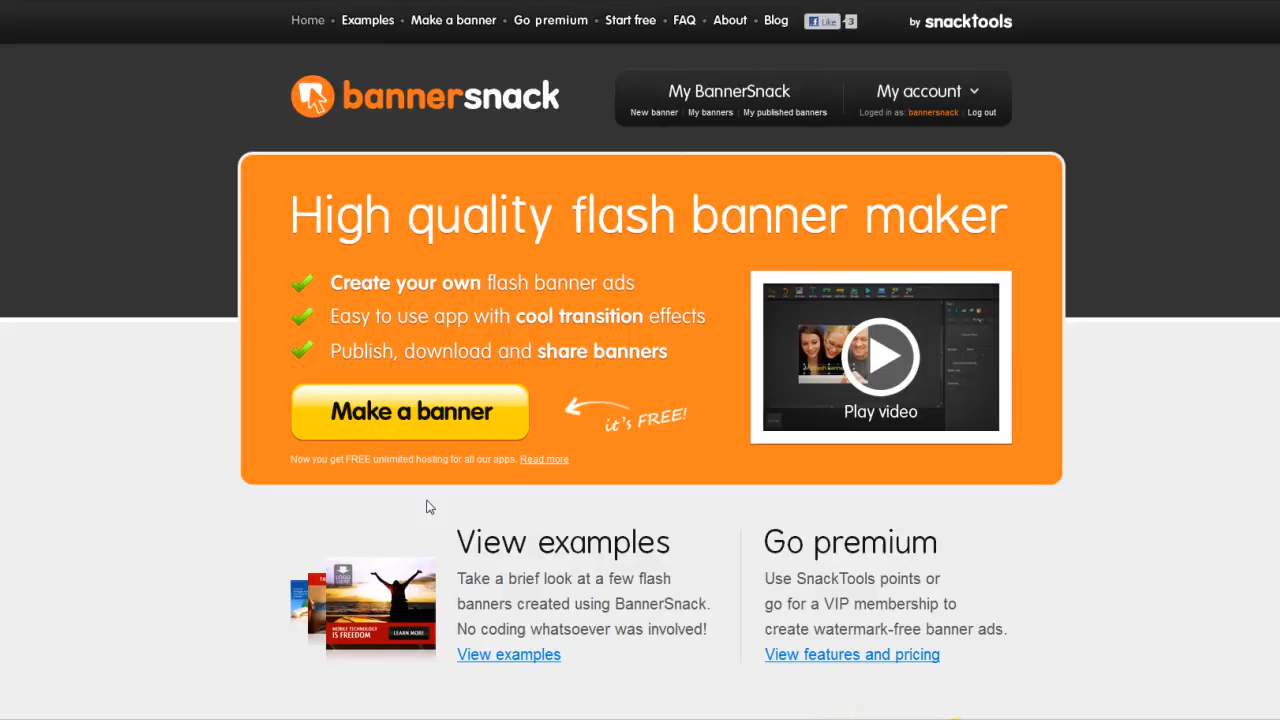 Home • Examples • Make a banner • Go premium • Start free • FAQ • About • Blog
Like 3
by snacktools
bannersnack
My BannerSnack
New banner | My banners | My published banners
My account
Loged in as: bannersnack | Log out
High quality flash banner maker
Create your own flash banner ads
Easy to use app with cool transition effects
Publish, download and share banners
Make a banner
it's FREE!
Play video
Now you get FREE unlimited hosting for all our apps. Read more
View examples
Take a brief look at a few flash
banners created using BannerSnack.
No coding whatsoever was involved!
View examples
LOGO HERE
MOBILE TECHNOLOGY
IS FREEDOM
LEARN MORE
Go premium
Use SnackTools points or
go for a VIP membership to
create watermark-free banner ads.
View features and pricing